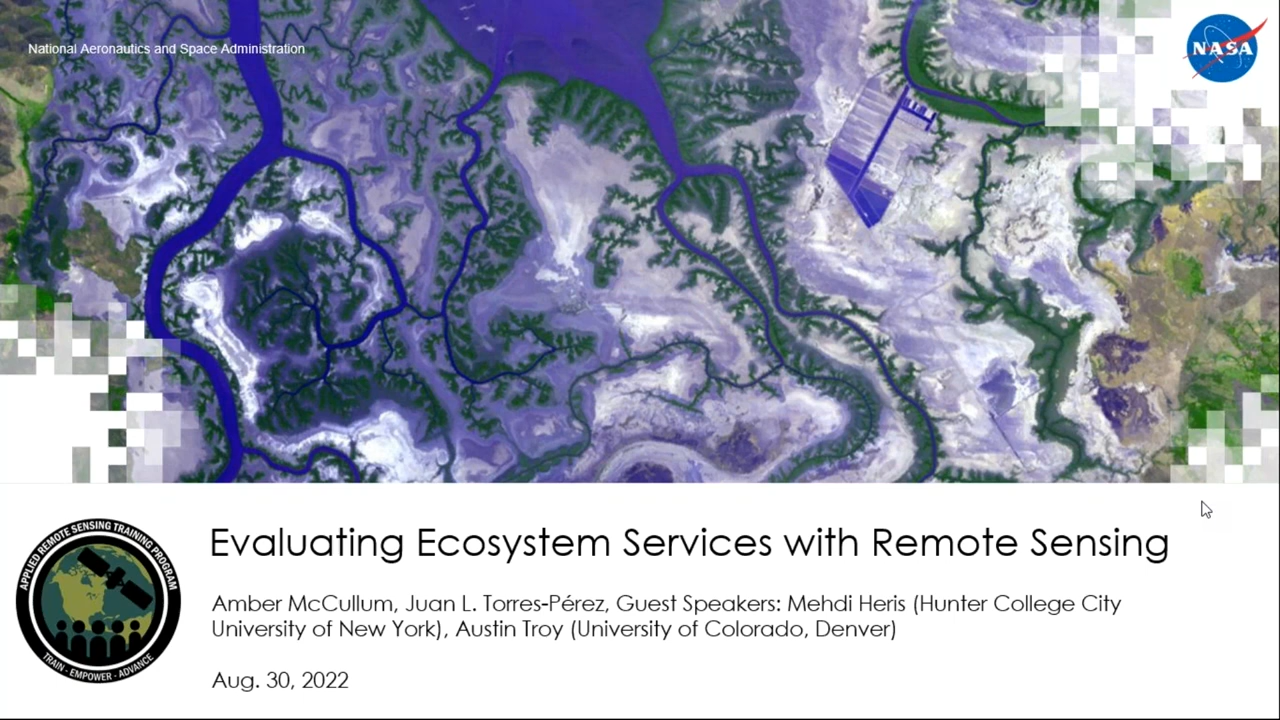 National Aeronautics and Space Administration
NASA
Evaluating Ecosystem Services with Remote Sensing
APPLIED REMOTE SENSING TRAINING PROGRAM
Amber McCullum, Juan L. Torres-Pérez, Guest Speakers: Mehdi Heris (Hunter College City
University of New York), Austin Troy (University of Colorado, Denver)
TRAIN - EMPOWER - ADVANCE
Aug. 30, 2022